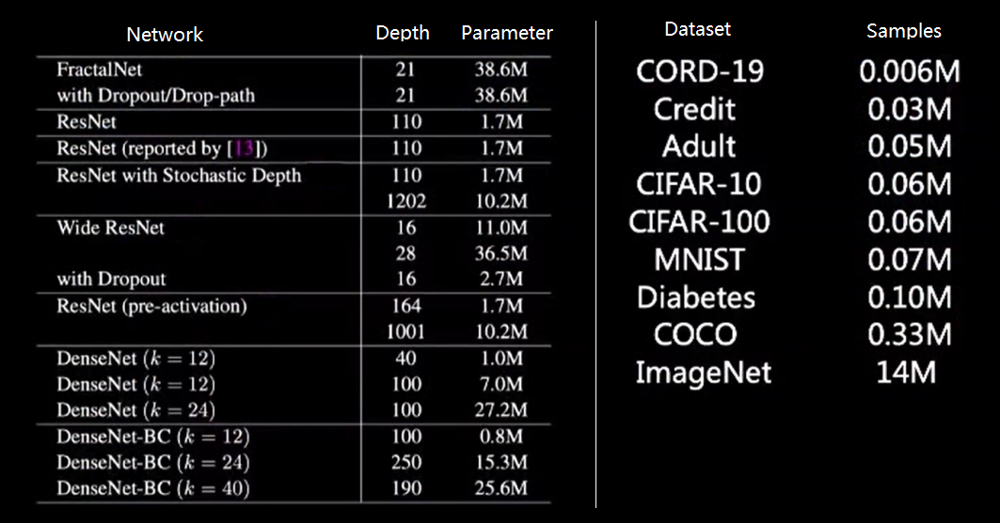 Network Depth Parameter
FractalNet 21 38.6M
with Dropout/Drop-path 21 38.6M
ResNet 110 1.7M
ResNet (reported by [13]) 110 1.7M
ResNet with Stochastic Depth 110 1.7M
1202 10.2M
Wide ResNet 16 11.0M
28 36.5M
with Dropout 16 2.7M
ResNet (pre-activation) 164 1.7M
1001 10.2M
DenseNet (k = 12) 40 1.0M
DenseNet (k = 12) 100 7.0M
DenseNet (k = 24) 100 27.2M
DenseNet-BC (k = 12) 100 0.8M
DenseNet-BC (k = 24) 250 15.3M
DenseNet-BC (k = 40) 190 25.6M
Dataset Samples
CORD-19 0.006M
Credit 0.03M
Adult 0.05M
CIFAR-10 0.06M
CIFAR-100 0.06M
MNIST 0.07M
Diabetes 0.10M
COCO 0.33M
ImageNet 14M